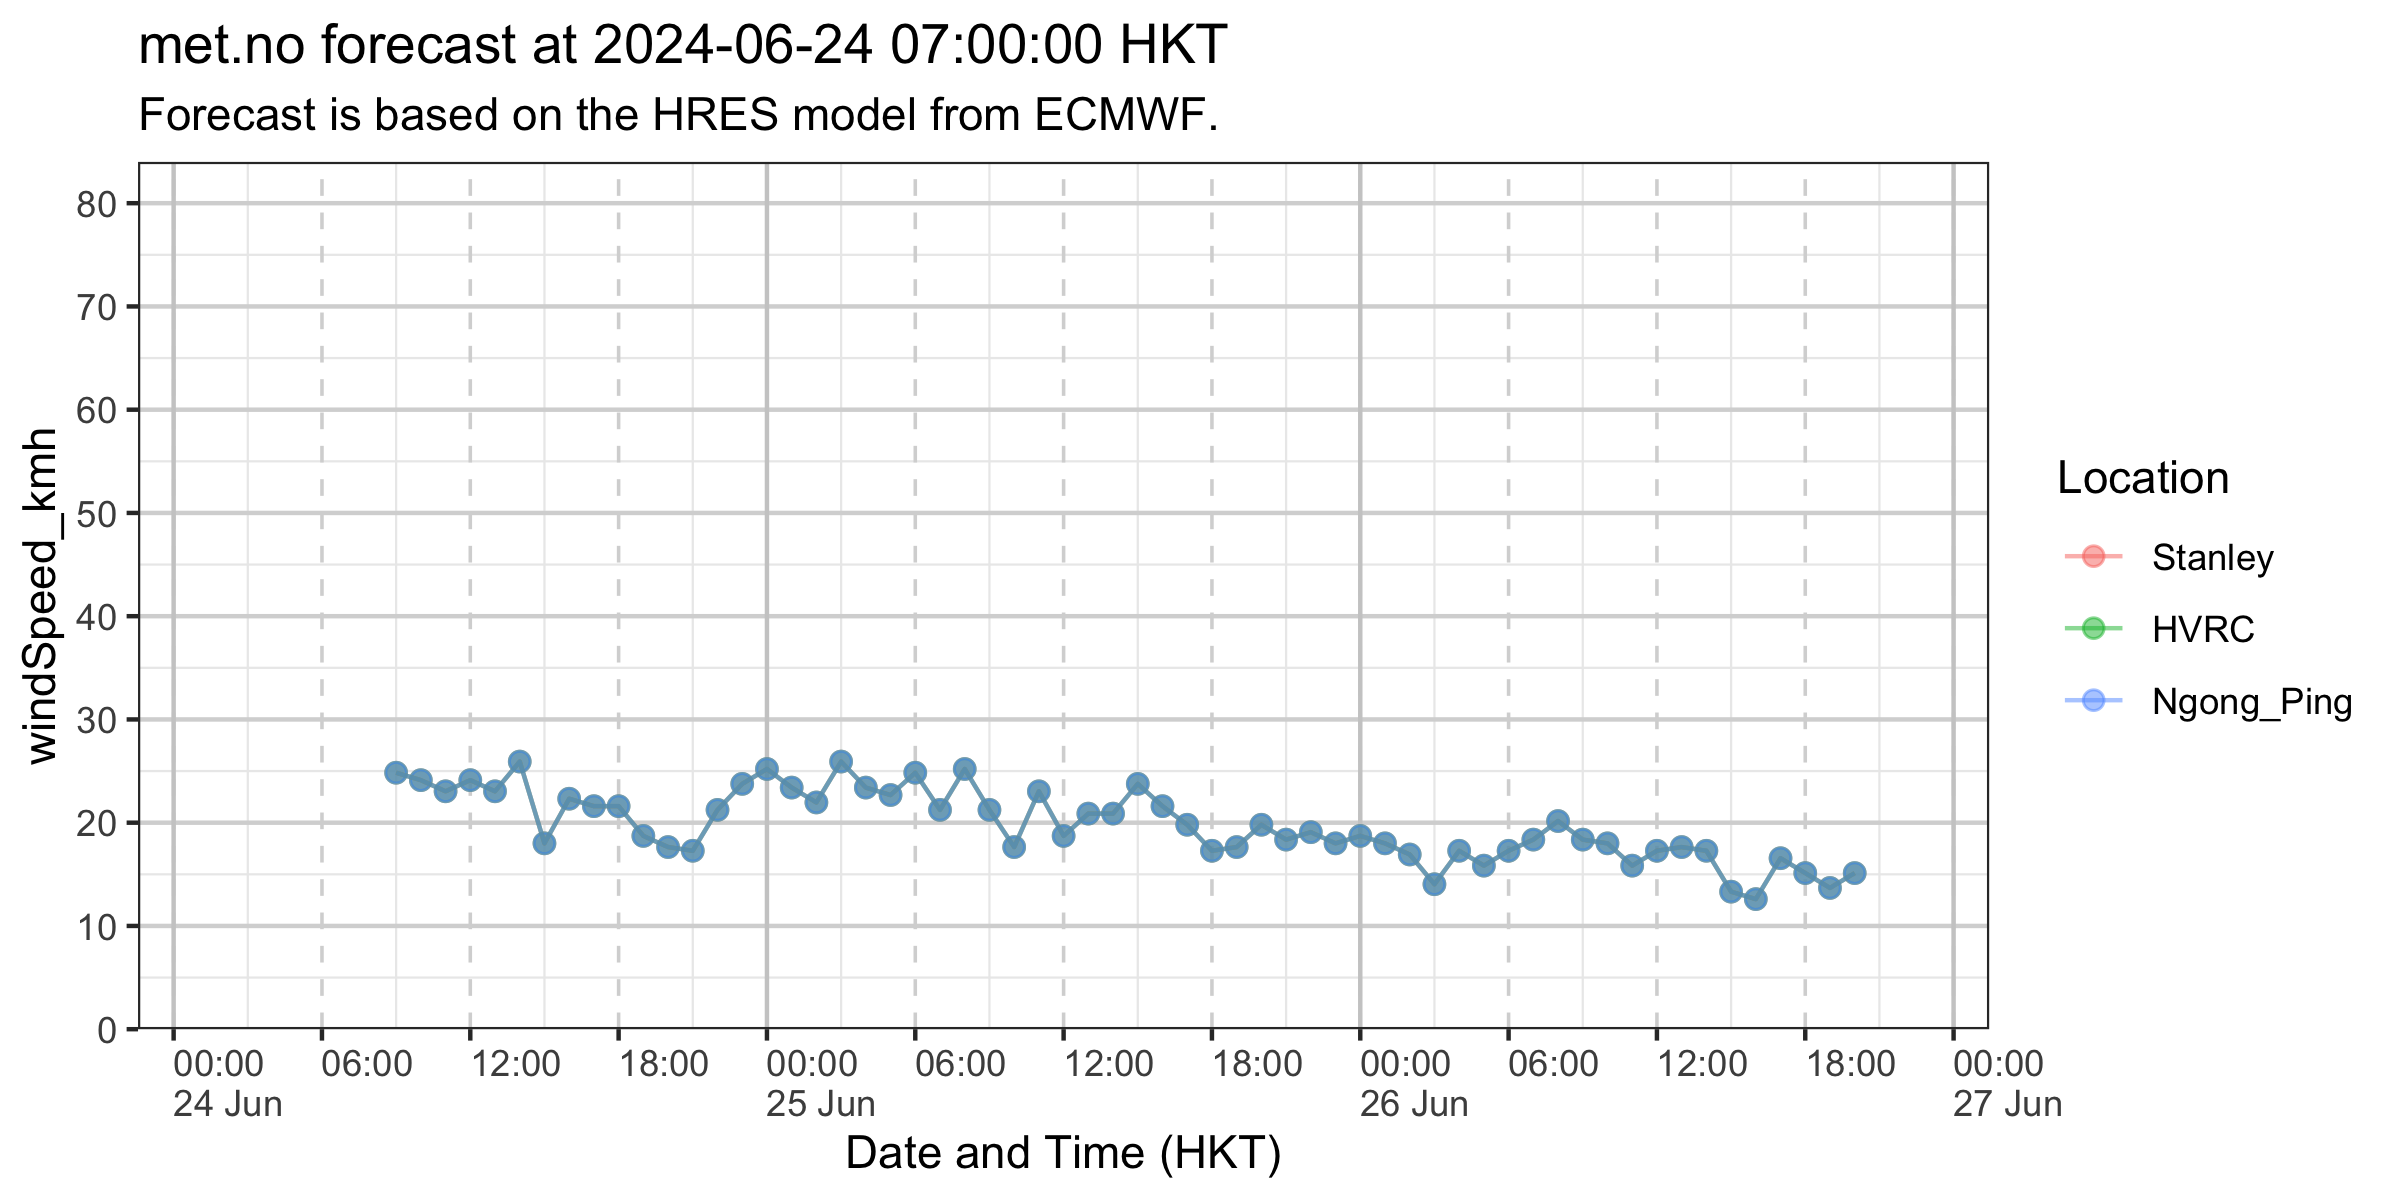 met.no forecast at 2024-06-24 07:00:00 HKT
Forecast is based on the HRES model from ECMWF.
windSpeed_kmh
80
70
60
50
40
30
20
10
0
00:00 06:00 12:00 18:00 00:00 06:00 12:00 18:00 00:00 06:00 12:00 18:00 00:00
24 Jun 25 Jun 26 Jun 27 Jun
Date and Time (HKT)
Location
Stanley
HVRC
Ngong_Ping